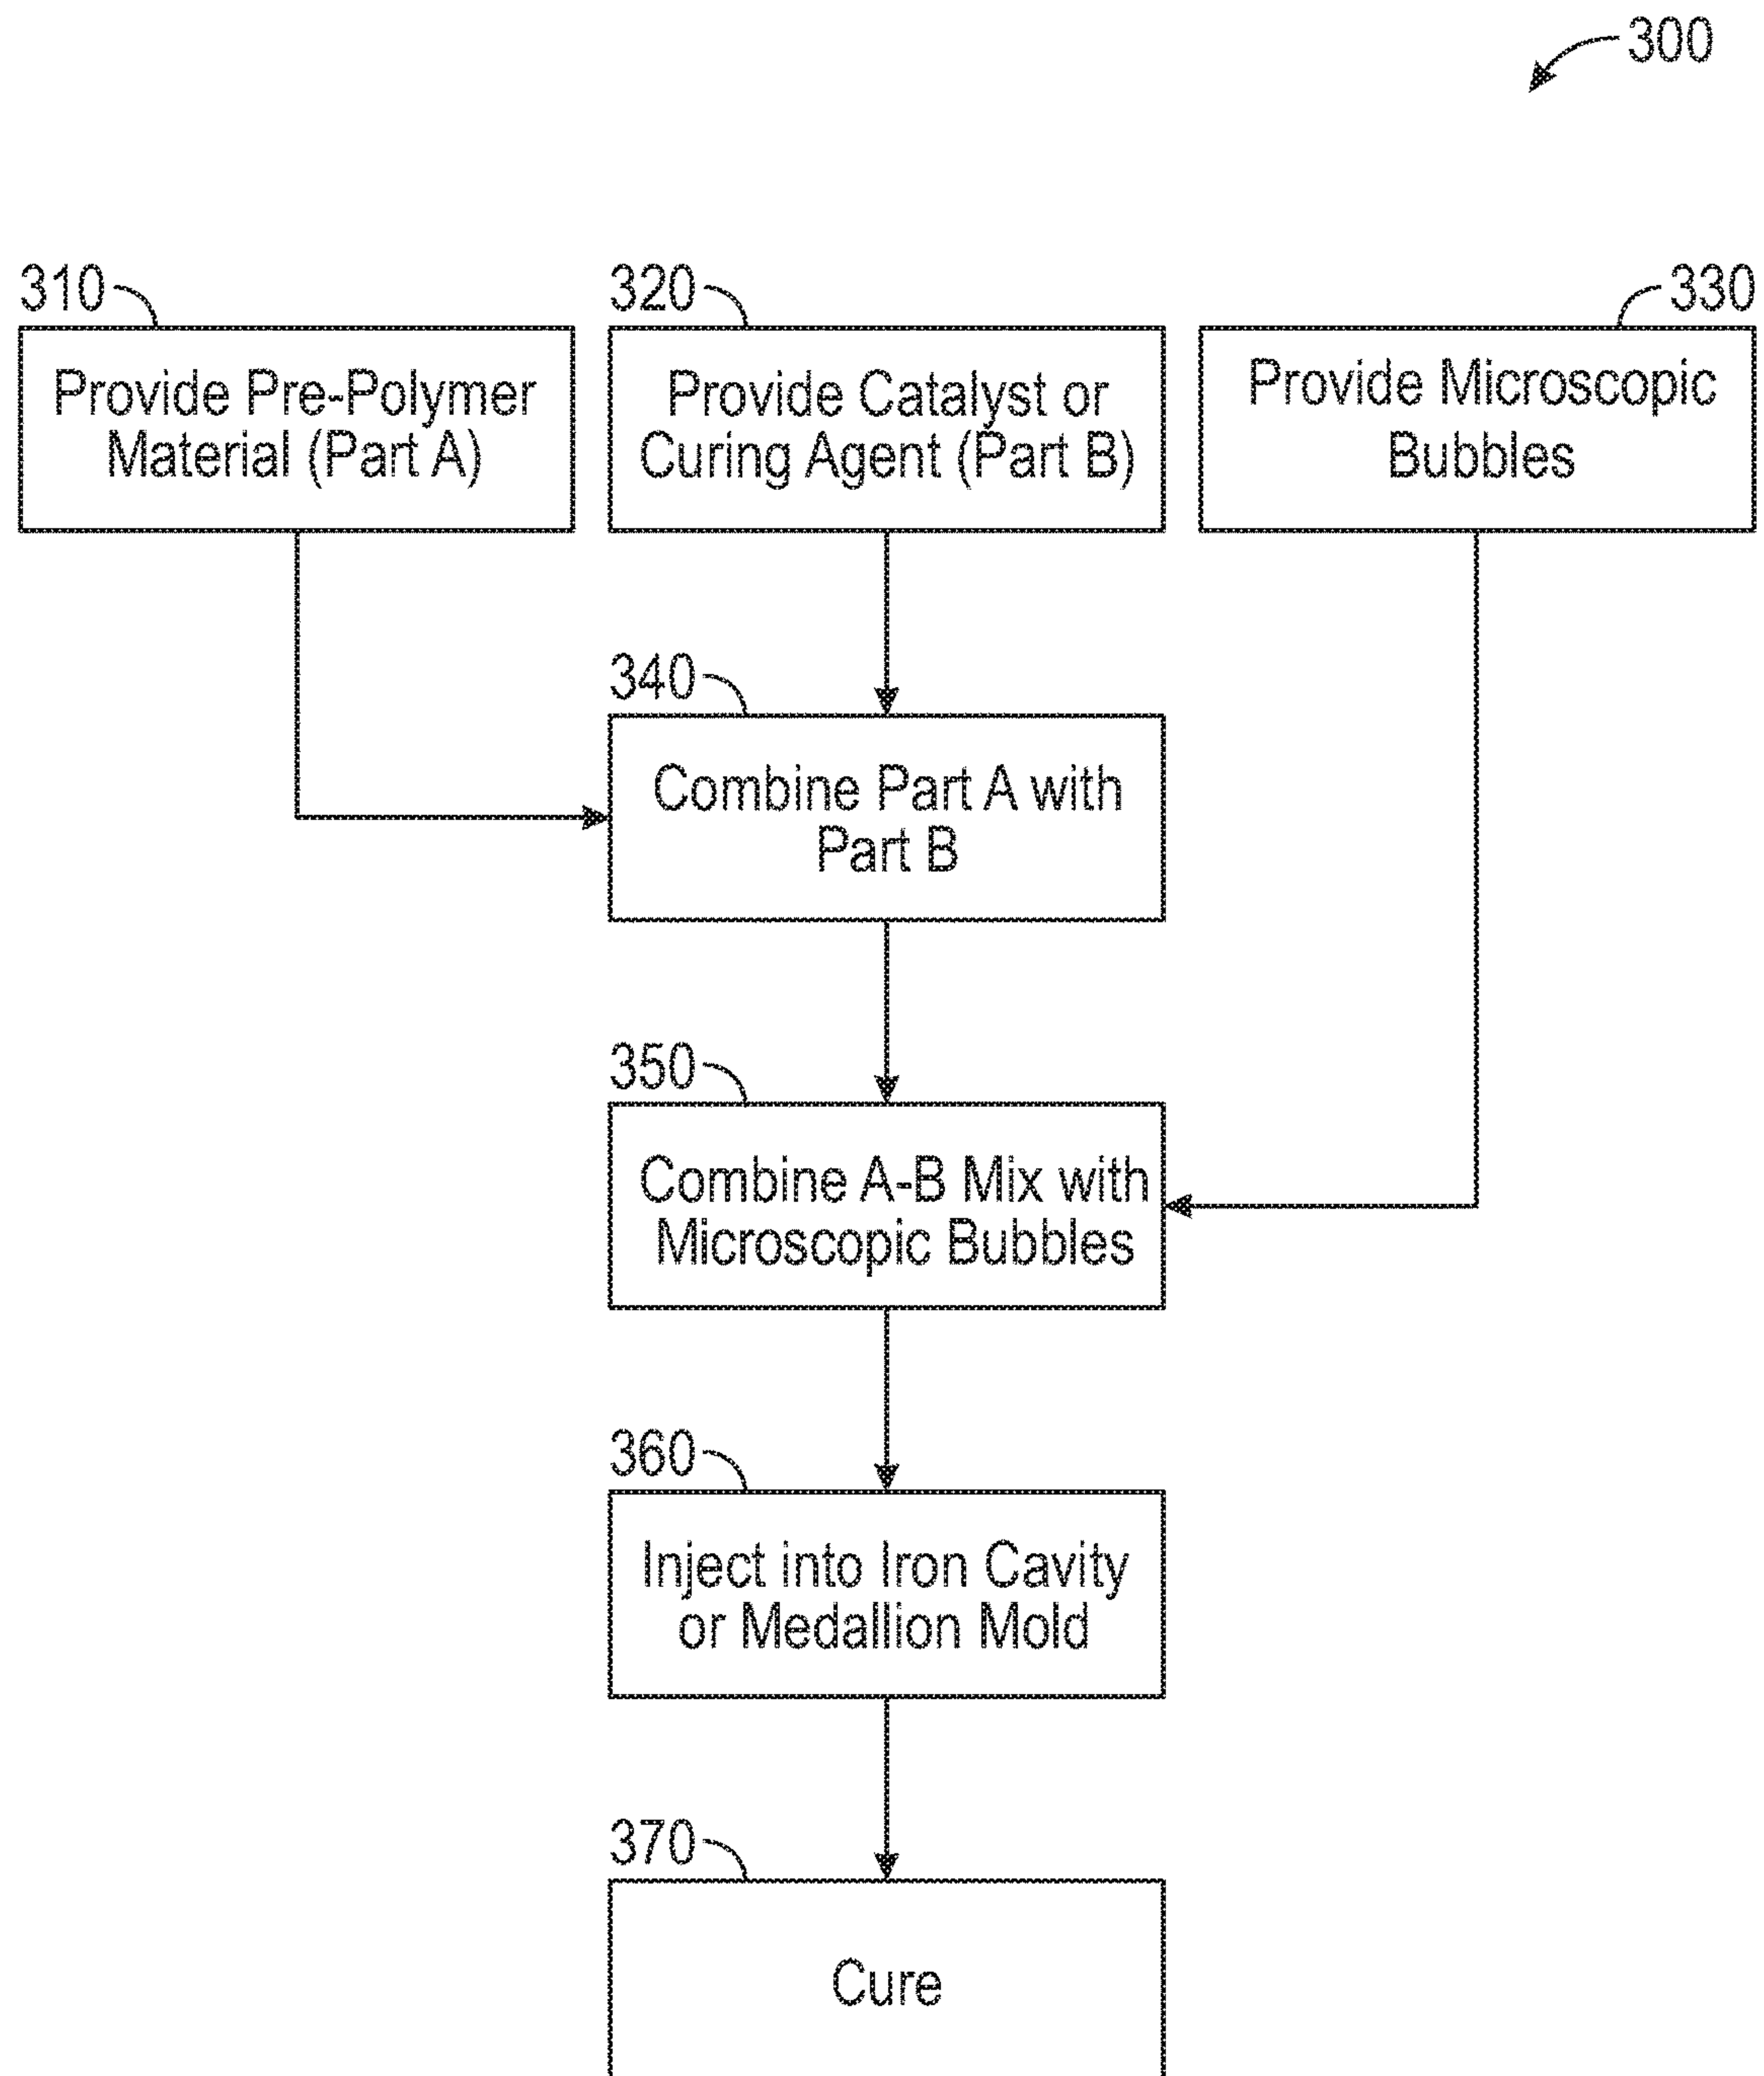 300
310
Provide Pre-Polymer
Material (Part A)
320
Provide Catalyst or
Curing Agent (Part B)
330
Provide Microscopic
Bubbles
340
Combine Part A with
Part B
350
Combine A-B Mix with
Microscopic Bubbles
360
Inject into Iron Cavity
or Medallion Mold
370
Cure